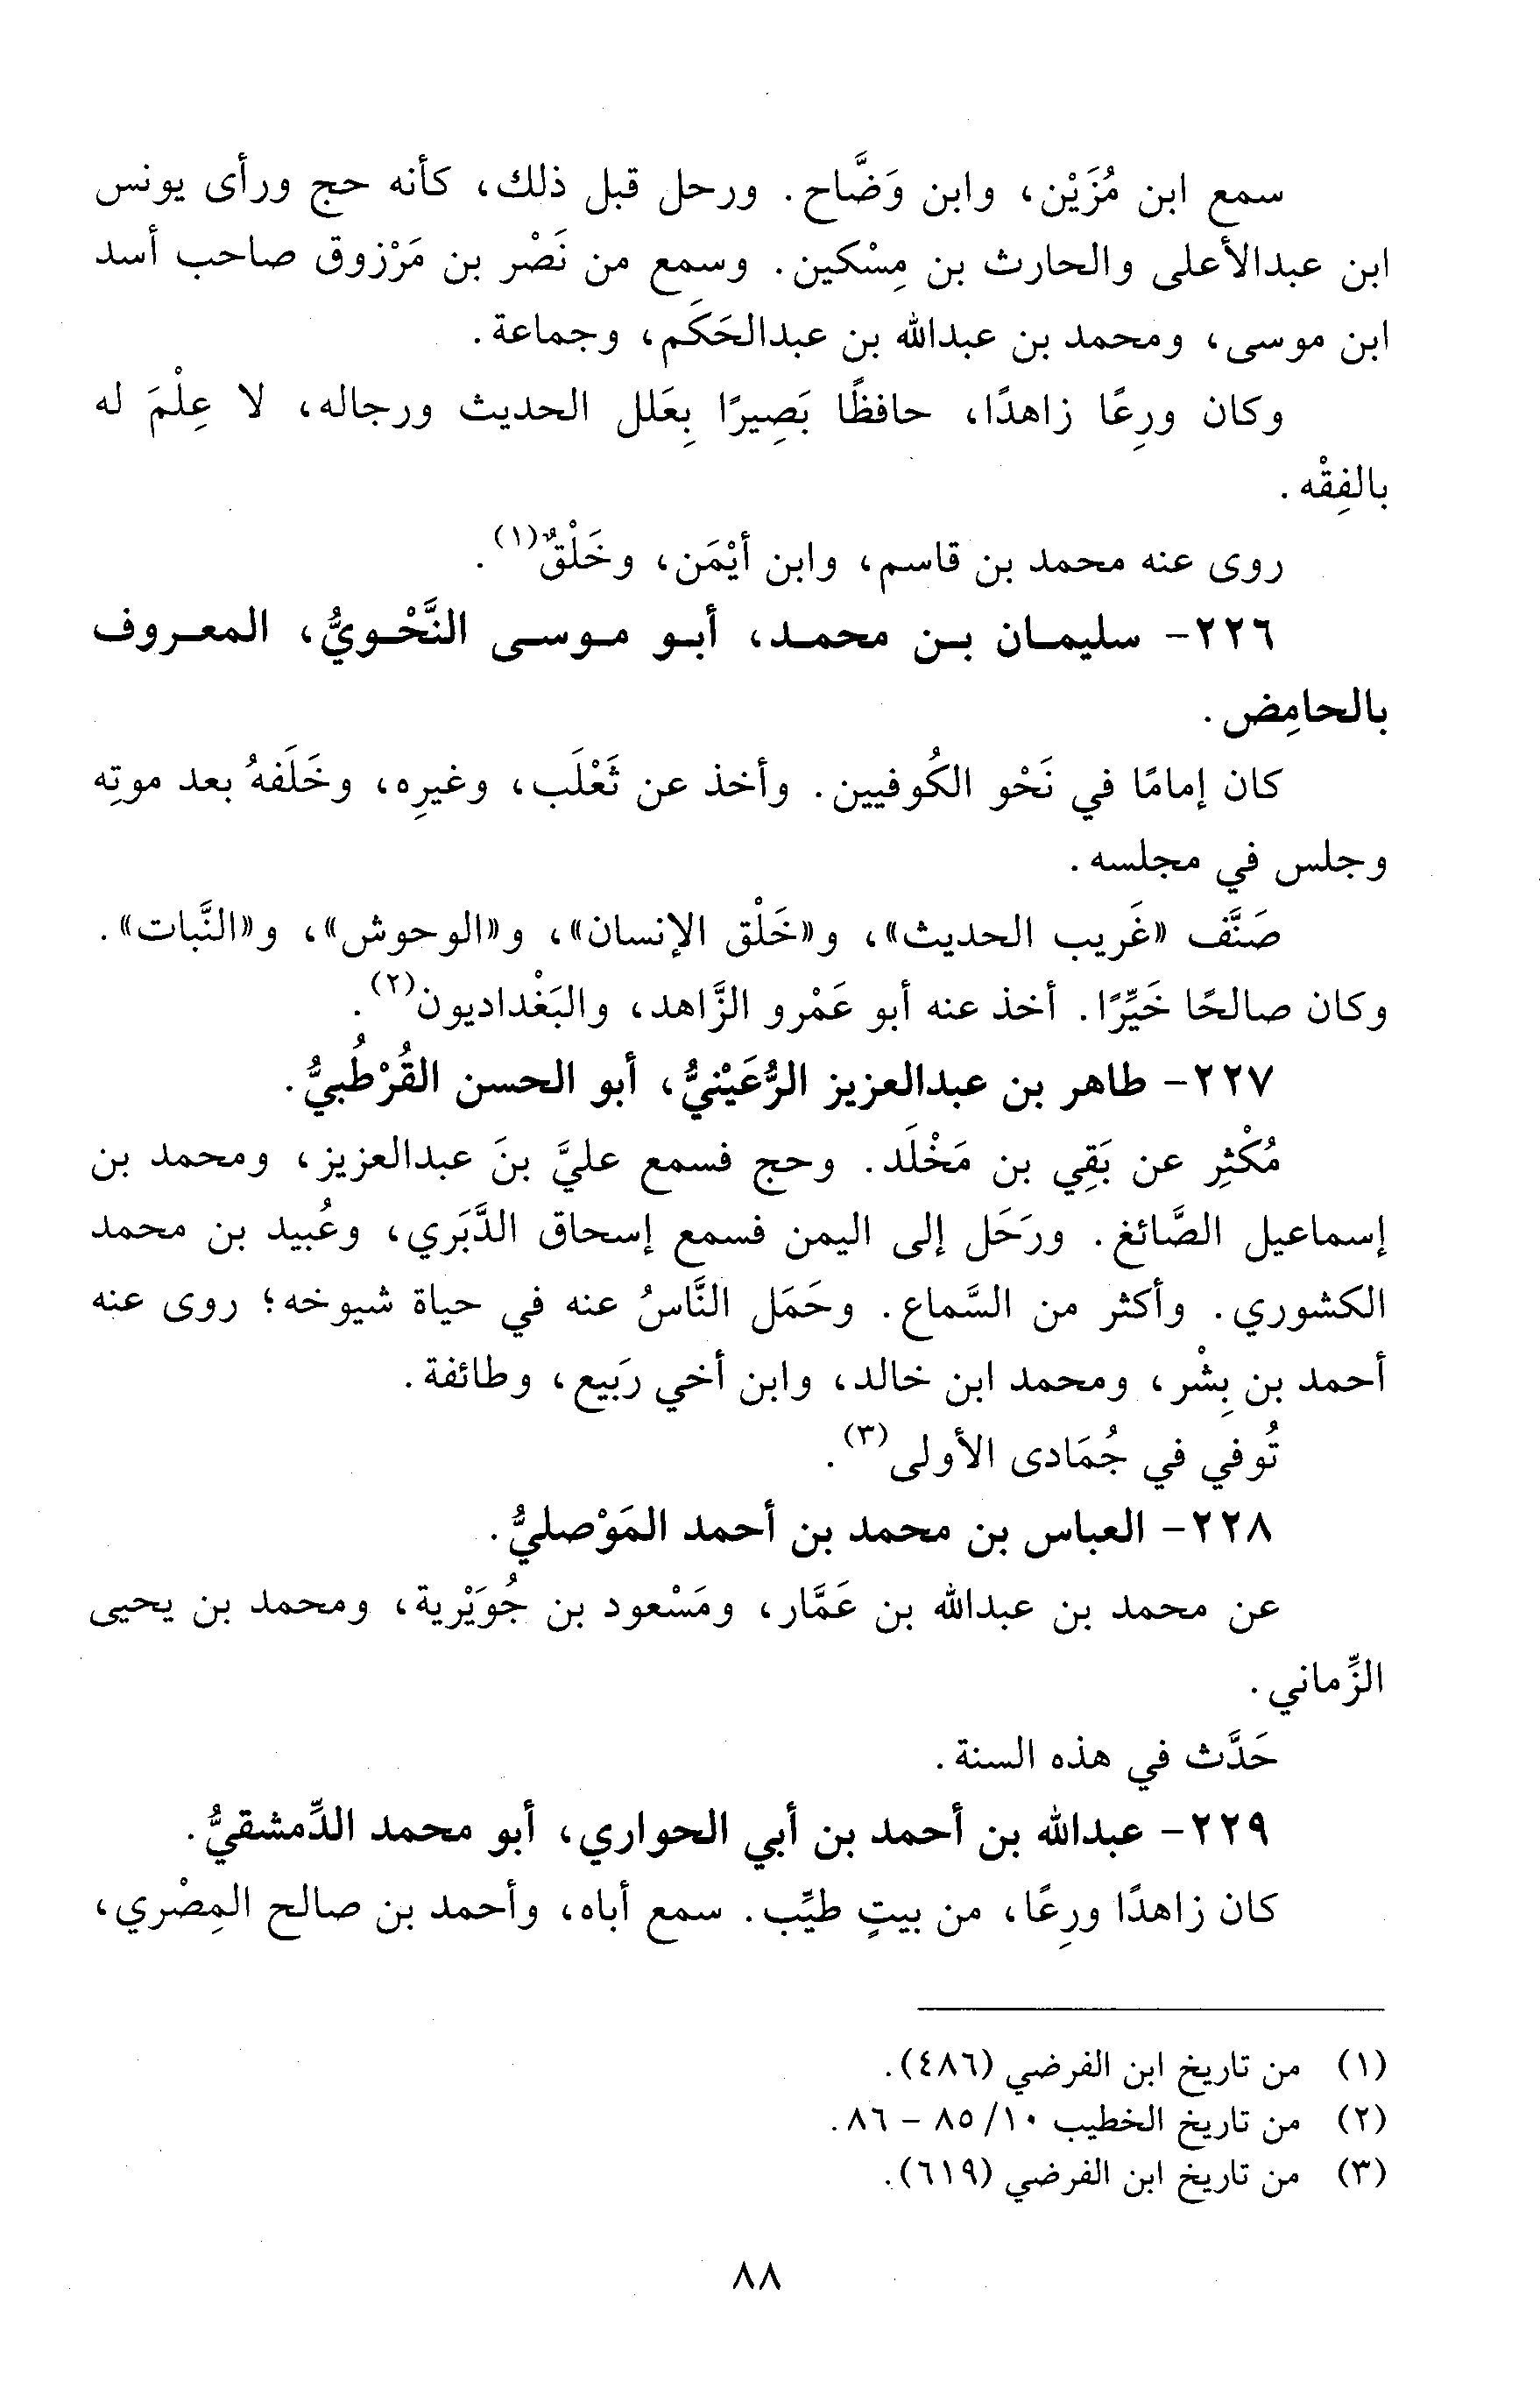 سمع ابن مُزَيْن، وابن وَضَّاح. ورحل قبل ذلك، كأنه حج ورأى يونس
ابن عبدالأعلى والحارث بن مِسْكين. وسمِع من نَصْر بن مَرْزوق صاحب أسد
ابن موسى، ومحمد بن عبدالله بن عبدالحَكَم، وجماعة.
وكان ورِعًا زاهدًا، حافظًا بَصِيرًا بِعَلل الحديث ورجاله، لا عِلْمَ له
بالفِقْه.
روى عنه محمد بن قاسم، وابن أيْمَن، وخَلْقٌ(١).
٢٢٦- سليمان بن محمد، أبو موسى النَّحْويُّ، المعروف
بالحامِض.
كان إمامًا في نَحْو الكُوفيين. وأخذ عن ثَعْلَب، وغيرِه، وخَلَفهُ بعد موتِه
وجلس في مجلسه.
صَنَّف «غَريب الحديث»، و«خَلْق الإنسان»، و«الوحوش»، و«النَّبات».
وكان صالحًا خَيِّرًا. أخذ عنه أبو عَمْرو الزَّاهد، والبَغْداديون(٢).
٢٢٧- طاهر بن عبدالعزيز الرُّعَيْنيُّ، أبو الحسن القُرْطُبيُّ.
مُكْثِر عن بَقِي بن مَخْلَد. وحج فسمع عليَّ بنَ عبدالعزيز، ومحمد بن
إسماعيل الصَّائغ. ورَحَل إلى اليمن فسمع إسحاق الدَّبَري، وعُبيد بن محمد
الكشوري. وأكثر من السَّماع. وحَمَل النَّاسُ عنه في حياة شيوخه؛ روى عنه
أحمد بن بِشْر، ومحمد ابن خالد، وابن أخي رَبيع، وطائفة.
تُوفي في جُمَادى الأولى(٣).
٢٢٨- العباس بن محمد بن أحمد المَوْصليُّ.
عن محمد بن عبدالله بن عَمَّار، ومَسْعود بن جُوَيْرية، ومحمد بن يحيى
الزِّماني.
حَدَّث في هذه السنة.
٢٢٩- عبدالله بن أحمد بن أبي الحواري، أبو محمد الدِّمشقيُّ.
كان زاهدًا ورِعًا، من بيتٍ طيِّب. سمع أباه، وأحمد بن صالح المِصْري،
(١) من تاريخ ابن الفرضي (٤٨٦).
(٢) من تاريخ الخطيب ١٠/ ٨٥ - ٨٦.
(٣) من تاريخ ابن الفرضي (٦١٩).
٨٨